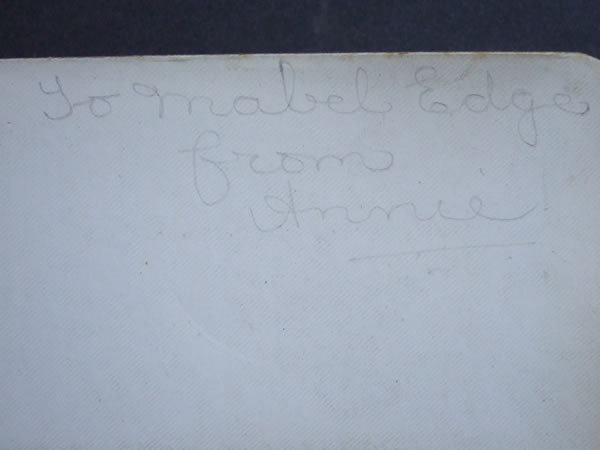 To Mabel Edge
from
Annie